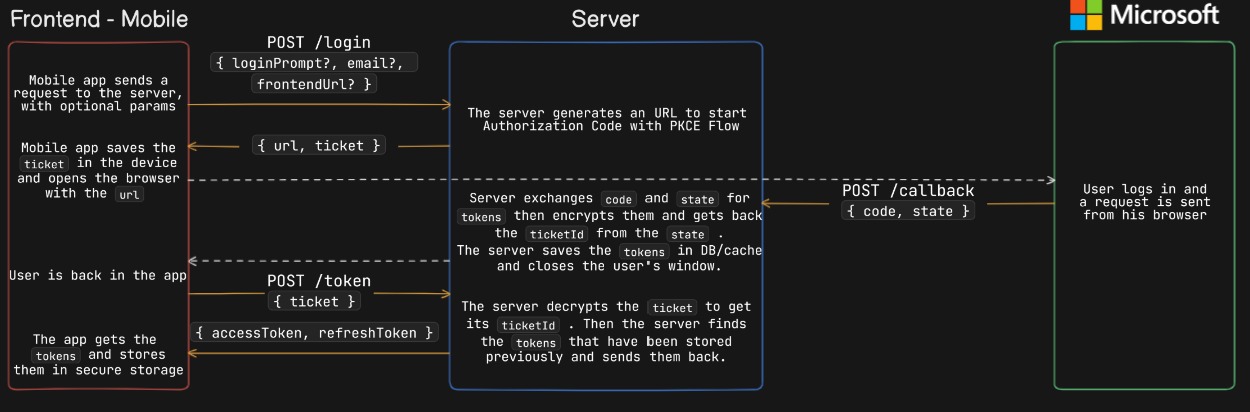 Frontend - Mobile
Server
Microsoft
POST /login
{ loginPrompt?, email?,
frontendUrl? }
Mobile app sends a
request to the server,
with optional params
The server generates an URL to start
Authorization Code with PKCE Flow
{ url, ticket }
Mobile app saves the
ticket in the device
and opens the browser
with the url
POST /callback
{ code, state }
User logs in and
a request is sent
from his browser
Server exchanges code and state for
tokens then encrypts them and gets back
the ticketId from the state .
The server saves the tokens in DB/cache
and closes the user's window.
User is back in the app
POST /token
{ ticket }
The server decrypts the ticket to get
its ticketId . Then the server finds
the tokens that have been stored
previously and sends them back.
{ accessToken, refreshToken }
The app gets the
tokens and stores
them in secure storage